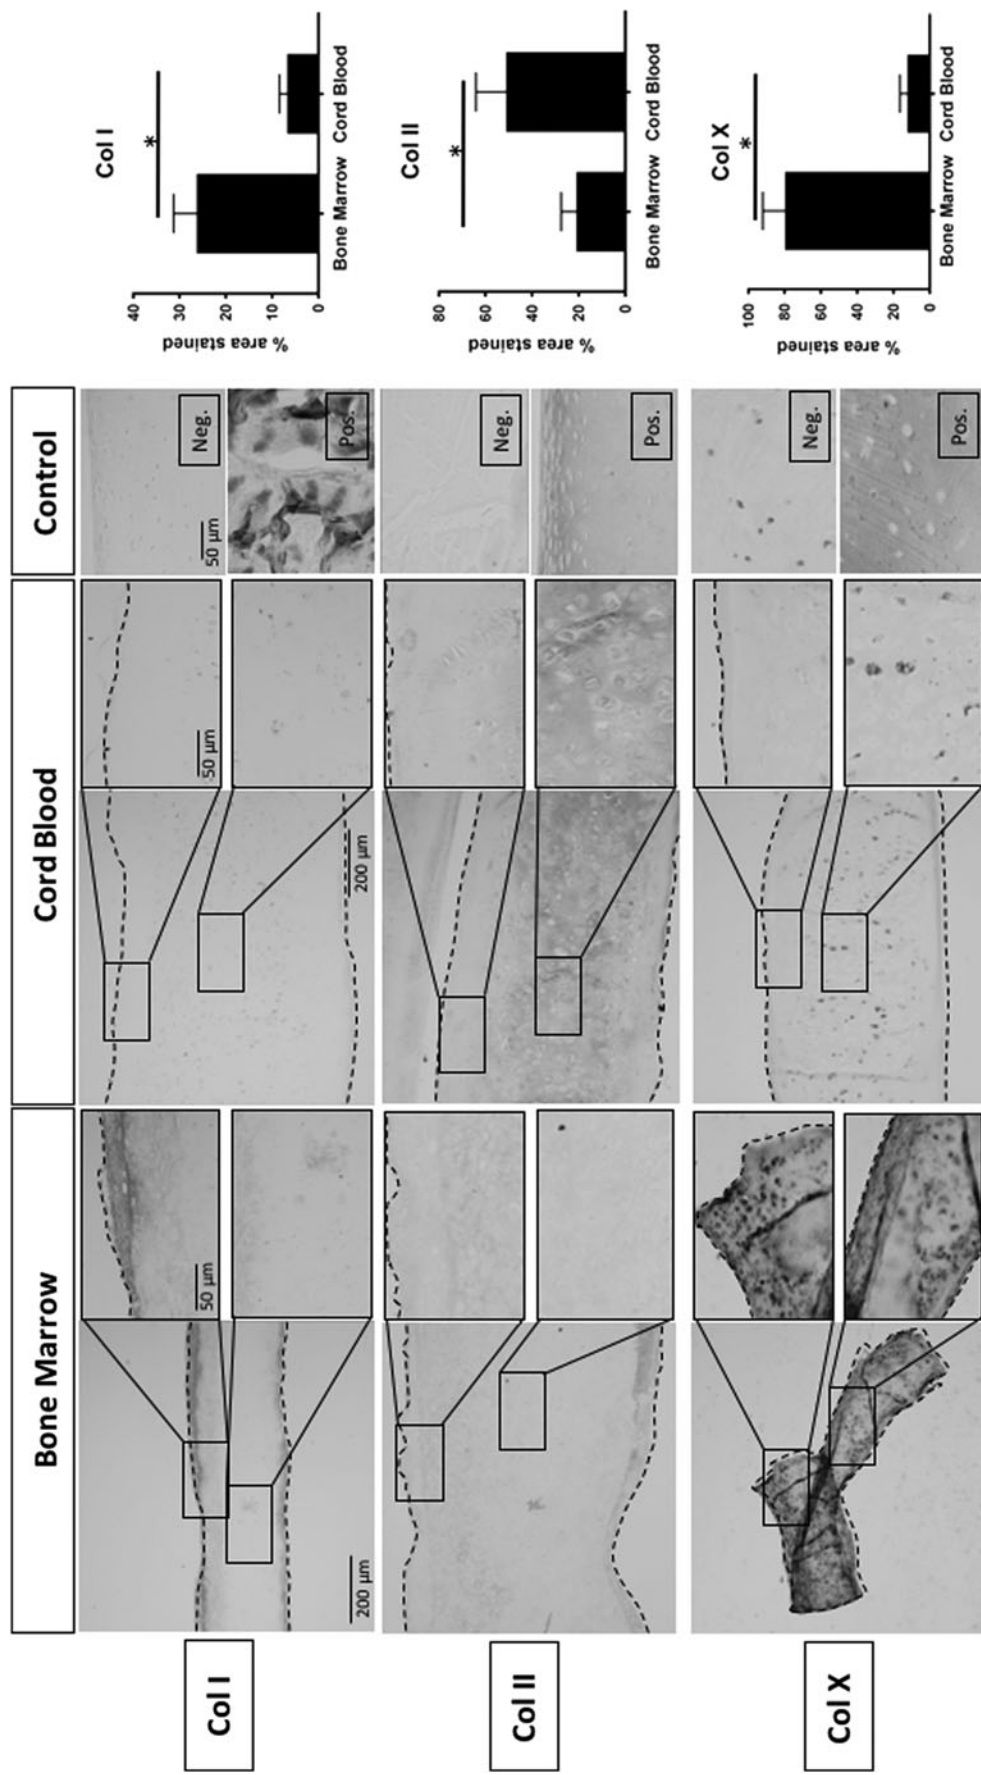 Bone Marrow
Cord Blood
Control
Col I
200 µm
50 µm
200 µm
50 µm
50 µm
Neg.
Pos.
Col I
*
% area stained
40
30
20
10
0
Bone Marrow
Cord Blood
Col II
Neg.
Pos.
Col II
*
% area stained
80
60
40
20
0
Bone Marrow
Cord Blood
Col X
Neg.
Pos.
Col X
*
% area stained
100
80
60
40
20
0
Bone Marrow
Cord Blood